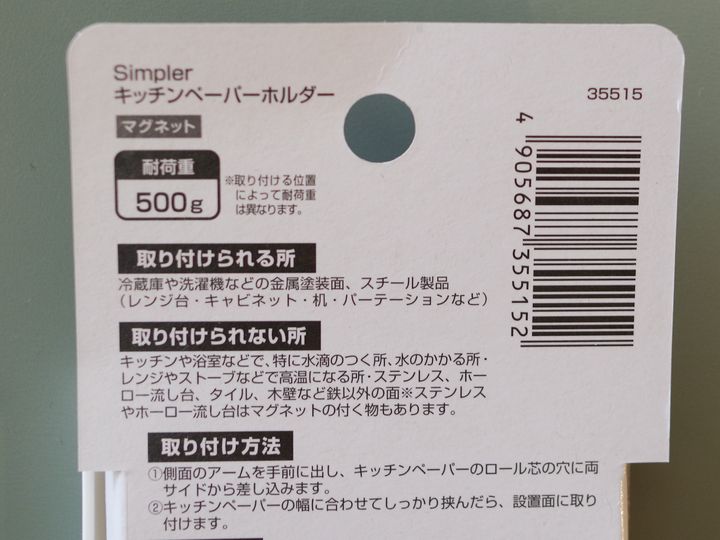 Simpler
キッチンペーパーホルダー
35515
マグネット
耐荷重
500g
※取り付ける位置
によって耐荷重
は異なります。
4 905687 355152
取り付けられる所
冷蔵庫や洗濯機などの金属塗装面、スチール製品
（レンジ台・キャビネット・机・パーテーションなど）
取り付けられない所
キッチンや浴室などで、特に水滴のつく所、水のかかる所・
レンジやストーブなどで高温になる所・ステンレス、ホー
ロー流し台、タイル、木壁など鉄以外の面※ステンレス
やホーロー流し台はマグネットの付く物もあります。
取り付け方法
①側面のアームを手前に出し、キッチンペーパーのロール芯の穴に両
サイドから差し込みます。
②キッチンペーパーの幅に合わせてしっかり挟んだら、設置面に取り
付けます。